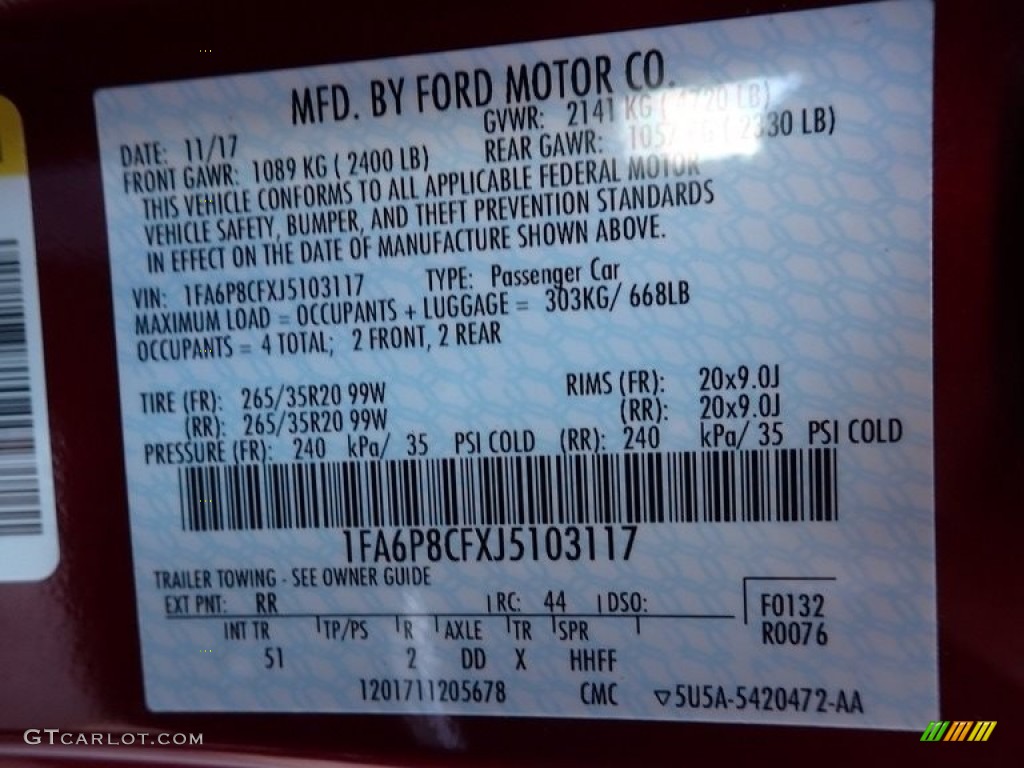 MFD. BY FORD MOTOR CO.
DATE: 11/17 GVWR: 2141 KG (4720 LB)
FRONT GAWR: 1089 KG (2400 LB) REAR GAWR: 1057 KG (2330 LB)
THIS VEHICLE CONFORMS TO ALL APPLICABLE FEDERAL MOTOR
VEHICLE SAFETY, BUMPER, AND THEFT PREVENTION STANDARDS
IN EFFECT ON THE DATE OF MANUFACTURE SHOWN ABOVE.
VIN: 1FA6P8CFXJ5103117 TYPE: Passenger Car
MAXIMUM LOAD = OCCUPANTS + LUGGAGE = 303KG/ 668LB
OCCUPANTS = 4 TOTAL; 2 FRONT, 2 REAR
TIRE (FR): 265/35R20 99W RIMS (FR): 20x9.0J
(RR): 265/35R20 99W (RR): 20x9.0J
PRESSURE (FR): 240 kPa/ 35 PSI COLD (RR): 240 kPa/ 35 PSI COLD
1FA6P8CFXJ5103117
TRAILER TOWING - SEE OWNER GUIDE
EXT PNT: RR RC: 44 DSO: F0132
INT TR TP/PS R AXLE TR SPR R0076
51 2 DD X HHFF
1201711205678 CMC ▽5U5A-5420472-AA
GTCARLOT.COM